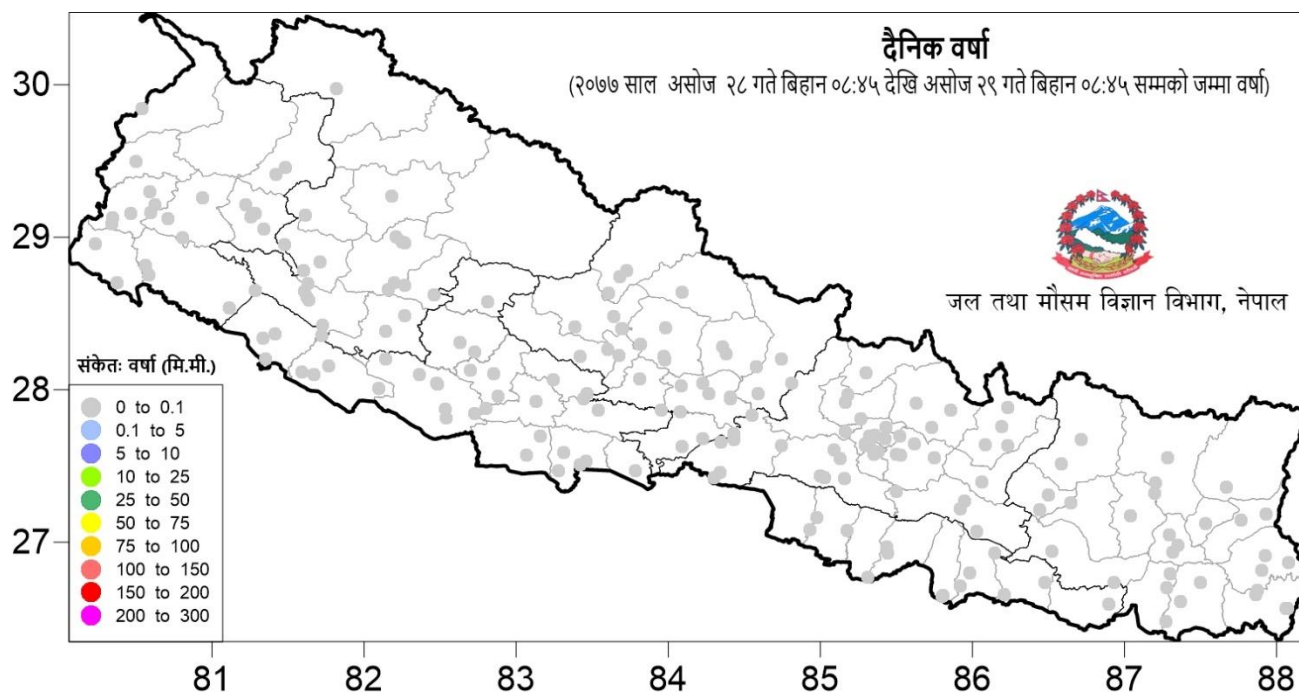 दैनिक वर्षा
(२०७७ साल असोज २८ गते बिहान ०८:४५ देखि असोज २९ गते बिहान ०८:४५ सम्मको जम्मा वर्षा)
30
29
28
27
जल तथा मौसम विज्ञान विभाग, नेपाल
संकेतः वर्षा (मि.मी.)
0 to 0.1
0.1 to 5
5 to 10
10 to 25
25 to 50
50 to 75
75 to 100
100 to 150
150 to 200
200 to 300
81 82 83 84 85 86 87 88